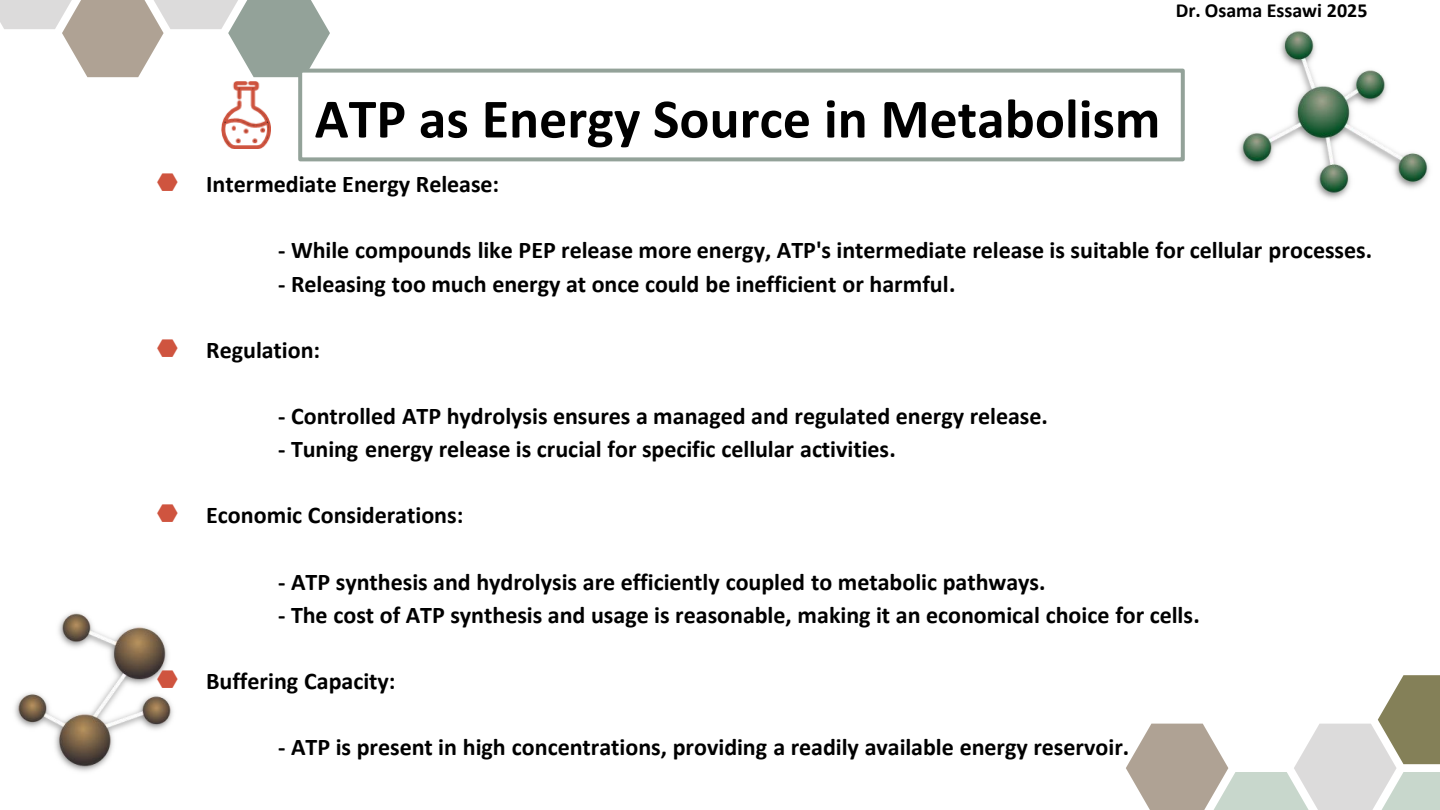 Dr. Osama Essawi 2025
ATP as Energy Source in Metabolism
Intermediate Energy Release:
- While compounds like PEP release more energy, ATP's intermediate release is suitable for cellular processes.
- Releasing too much energy at once could be inefficient or harmful.
Regulation:
- Controlled ATP hydrolysis ensures a managed and regulated energy release.
- Tuning energy release is crucial for specific cellular activities.
Economic Considerations:
- ATP synthesis and hydrolysis are efficiently coupled to metabolic pathways.
- The cost of ATP synthesis and usage is reasonable, making it an economical choice for cells.
Buffering Capacity:
- ATP is present in high concentrations, providing a readily available energy reservoir.